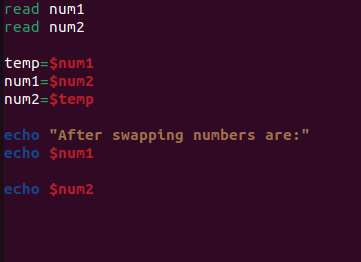 read num1
read num2
temp=$num1
num1=$num2
num2=$temp
echo "After swapping numbers are:"
echo $num1
echo $num2